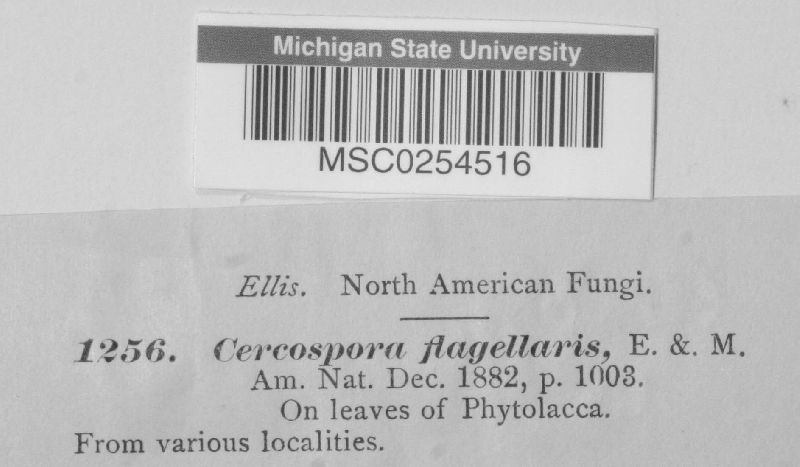 Michigan State University
MSC0254516
Ellis. North American Fungi.
1256. Cercospora flagellaris, E. &. M.
Am. Nat. Dec. 1882, p. 1003.
On leaves of Phytolacca.
From various localities.